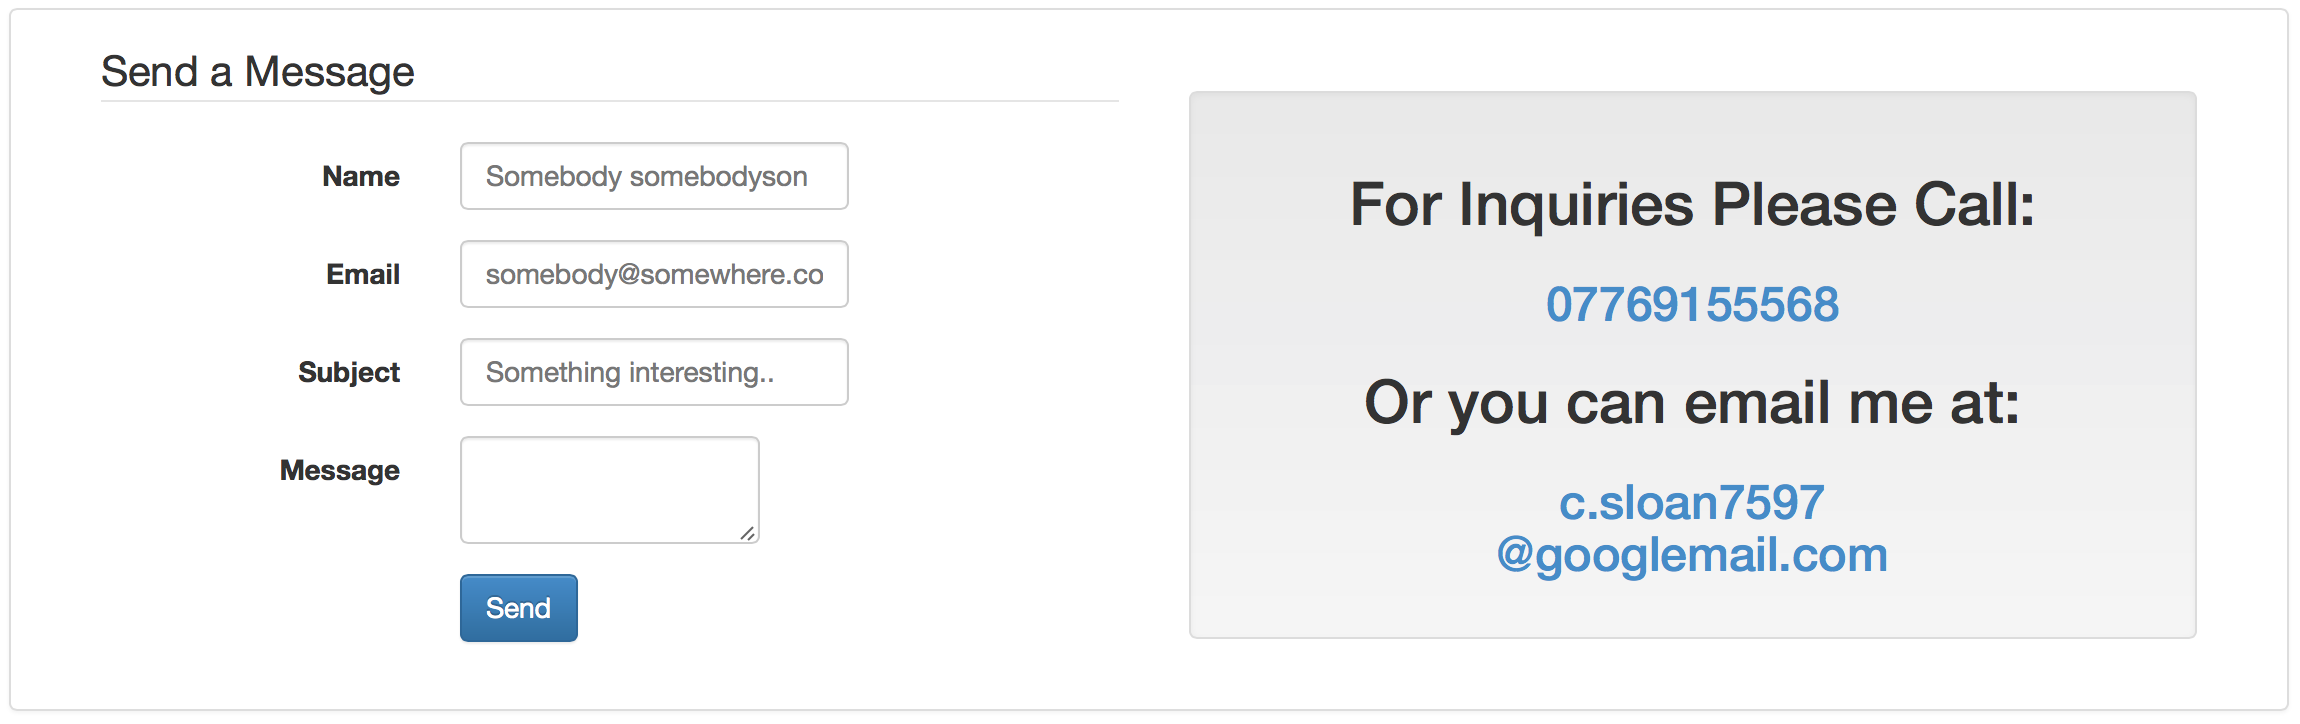 Send a Message
Name
Somebody somebodyson
Email
somebody@somewhere.co
Subject
Something interesting..
Message
Send
For Inquiries Please Call:
07769155568
Or you can email me at:
c.sloan7597
@googlemail.com